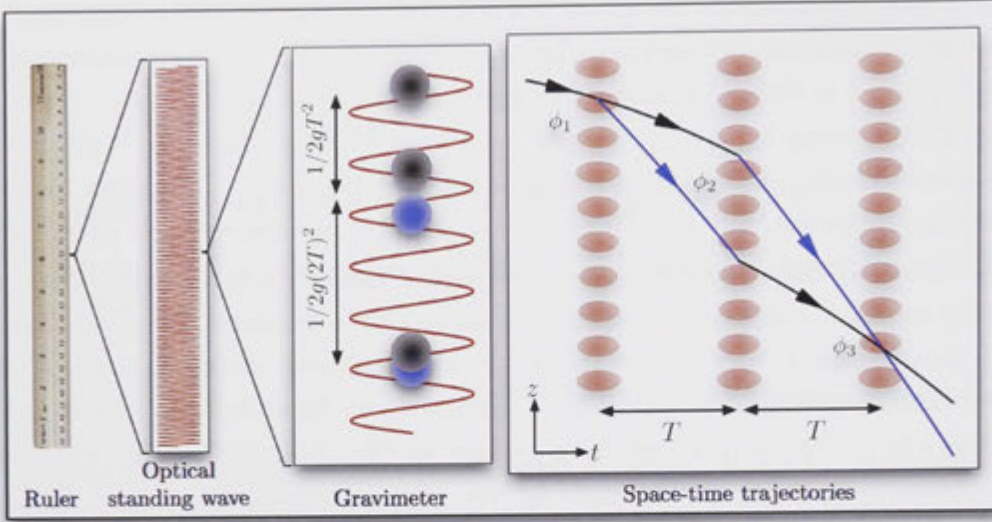 1/2gT²
1/2g(2T)²
ϕ₁
ϕ₂
ϕ₃
z
t
T
T
Ruler
Optical
standing wave
Gravimeter
Space-time trajectories